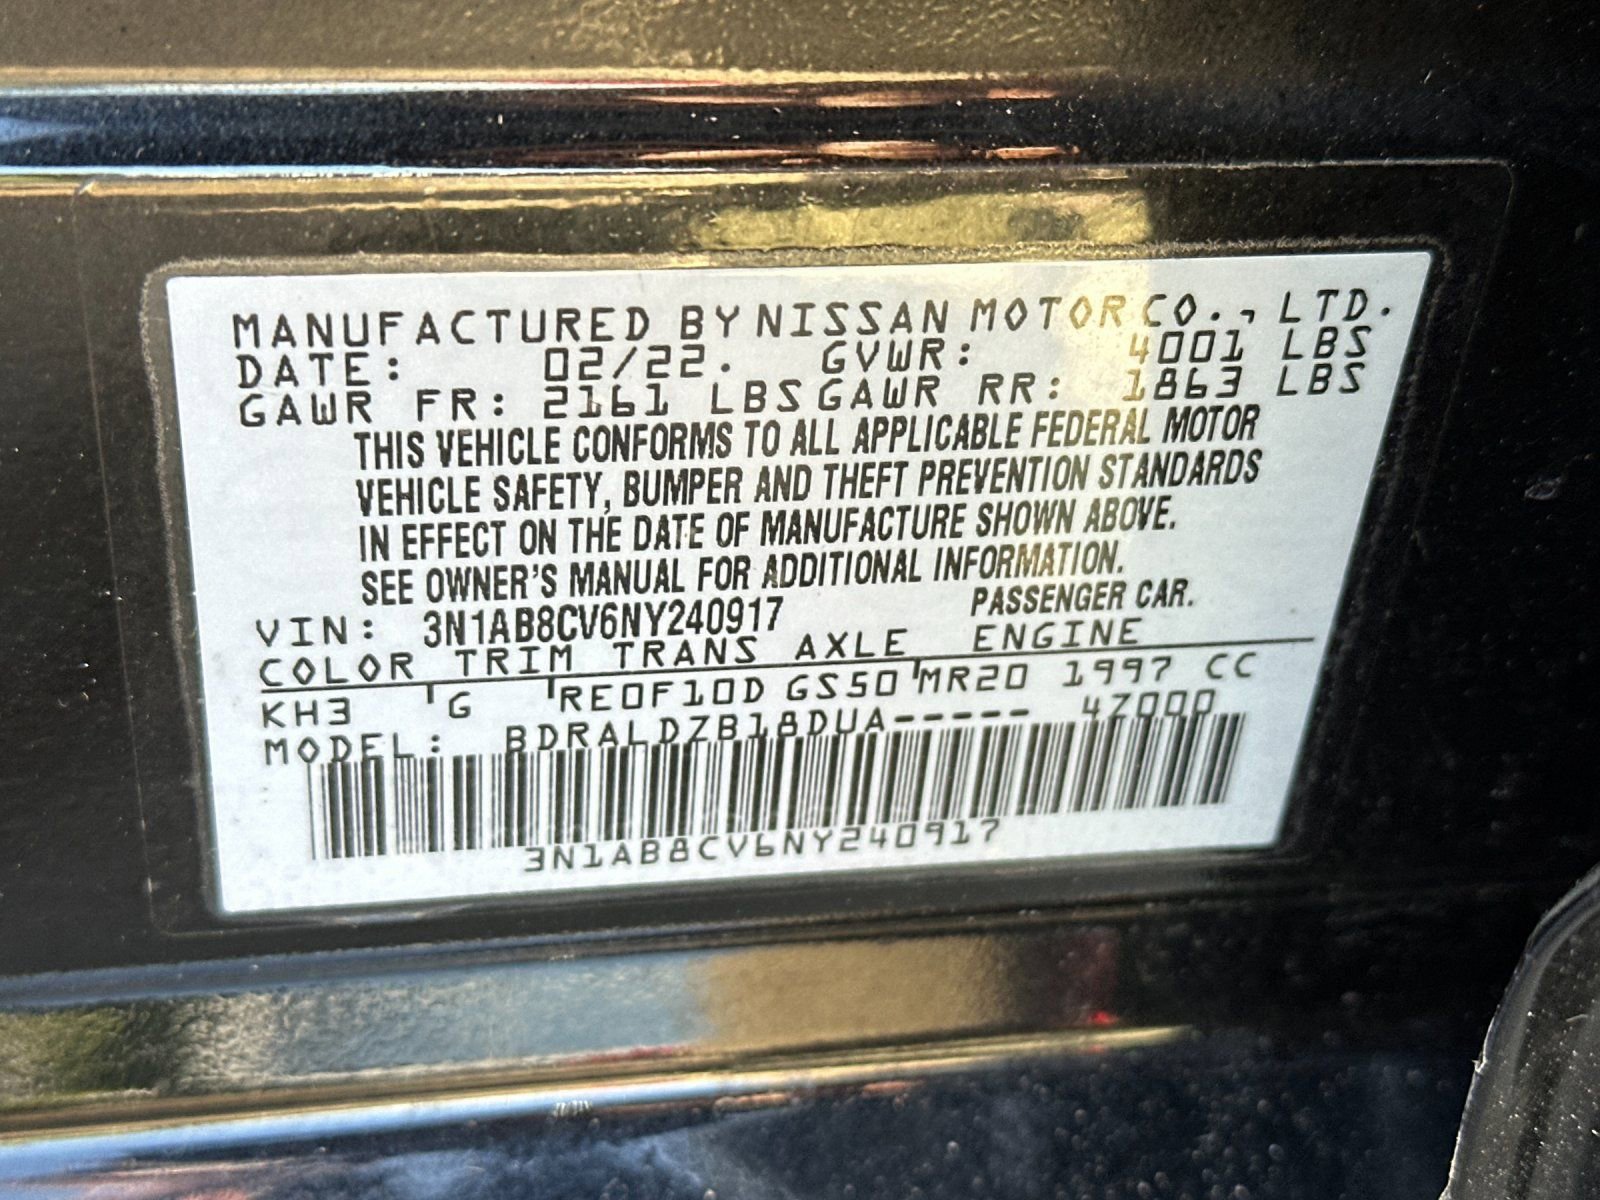 MANUFACTURED BY NISSAN MOTOR CO., LTD.
DATE: 02/22. GVWR: 4001 LBS
GAWR FR: 2161 LBS GAWR RR: 1863 LBS
THIS VEHICLE CONFORMS TO ALL APPLICABLE FEDERAL MOTOR
VEHICLE SAFETY, BUMPER AND THEFT PREVENTION STANDARDS
IN EFFECT ON THE DATE OF MANUFACTURE SHOWN ABOVE.
SEE OWNER'S MANUAL FOR ADDITIONAL INFORMATION.
VIN: 3N1AB8CV6NY240917 PASSENGER CAR.
COLOR TRIM TRANS AXLE ENGINE
KH3 G RE0F10D GS50 MR20 1997 CC
MODEL: BDRALDZB18DUA----- 4Z000
3N1AB8CV6NY240917